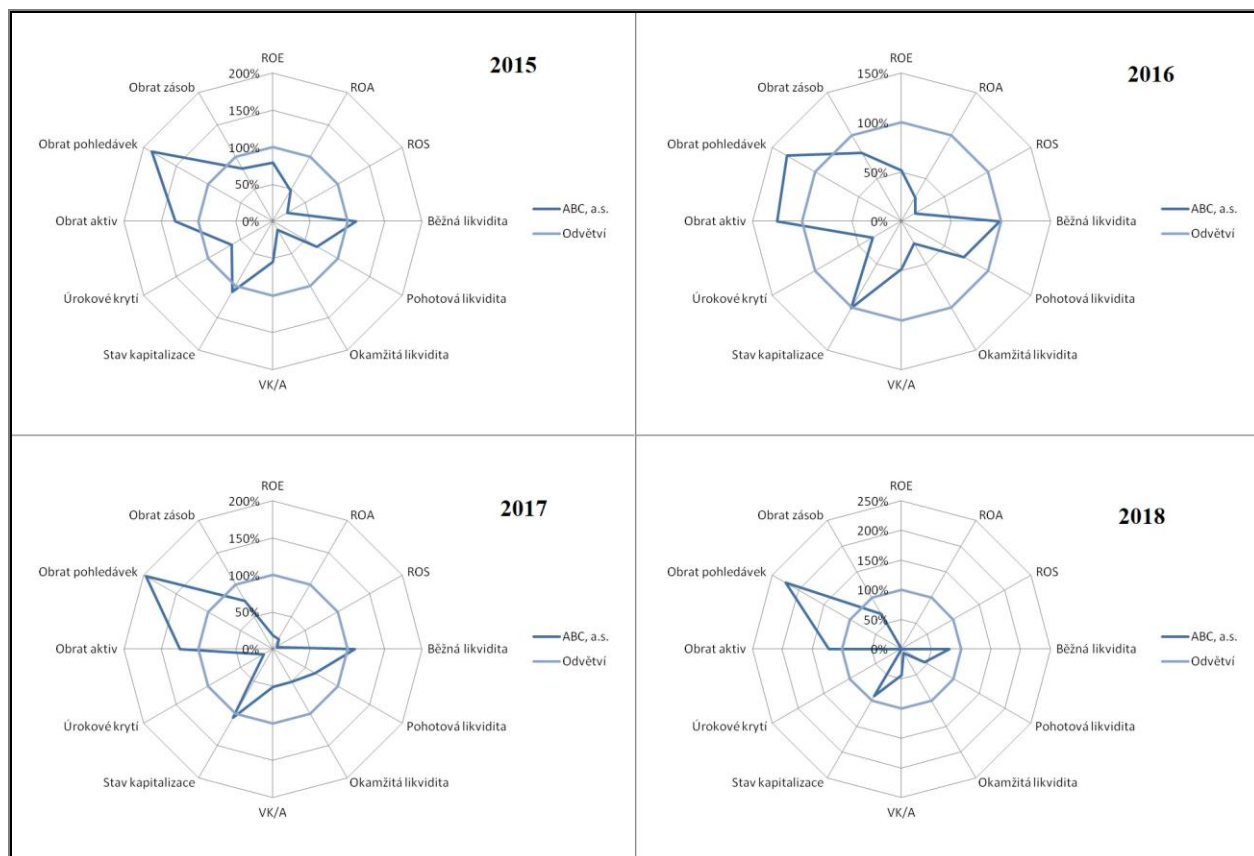 2015
ROE
200%
150%
100%
50%
0%
ROA
ROS
Běžná likvidita
Pohotová likvidita
Okamžitá likvidita
VK/A
Stav kapitalizace
Úrokové krytí
Obrat aktiv
Obrat pohledávek
Obrat zásob
ABC, a.s.
Odvětví
2016
ROE
150%
100%
50%
0%
ROA
ROS
Běžná likvidita
Pohotová likvidita
Okamžitá likvidita
VK/A
Stav kapitalizace
Úrokové krytí
Obrat aktiv
Obrat pohledávek
Obrat zásob
ABC, a.s.
Odvětví
2017
ROE
200%
150%
100%
50%
0%
ROA
ROS
Běžná likvidita
Pohotová likvidita
Okamžitá likvidita
VK/A
Stav kapitalizace
Úrokové krytí
Obrat aktiv
Obrat pohledávek
Obrat zásob
ABC, a.s.
Odvětví
2018
ROE
250%
200%
150%
100%
50%
0%
ROA
ROS
Běžná likvidita
Pohotová likvidita
Okamžitá likvidita
VK/A
Stav kapitalizace
Úrokové krytí
Obrat aktiv
Obrat pohledávek
Obrat zásob
ABC, a.s.
Odvětví